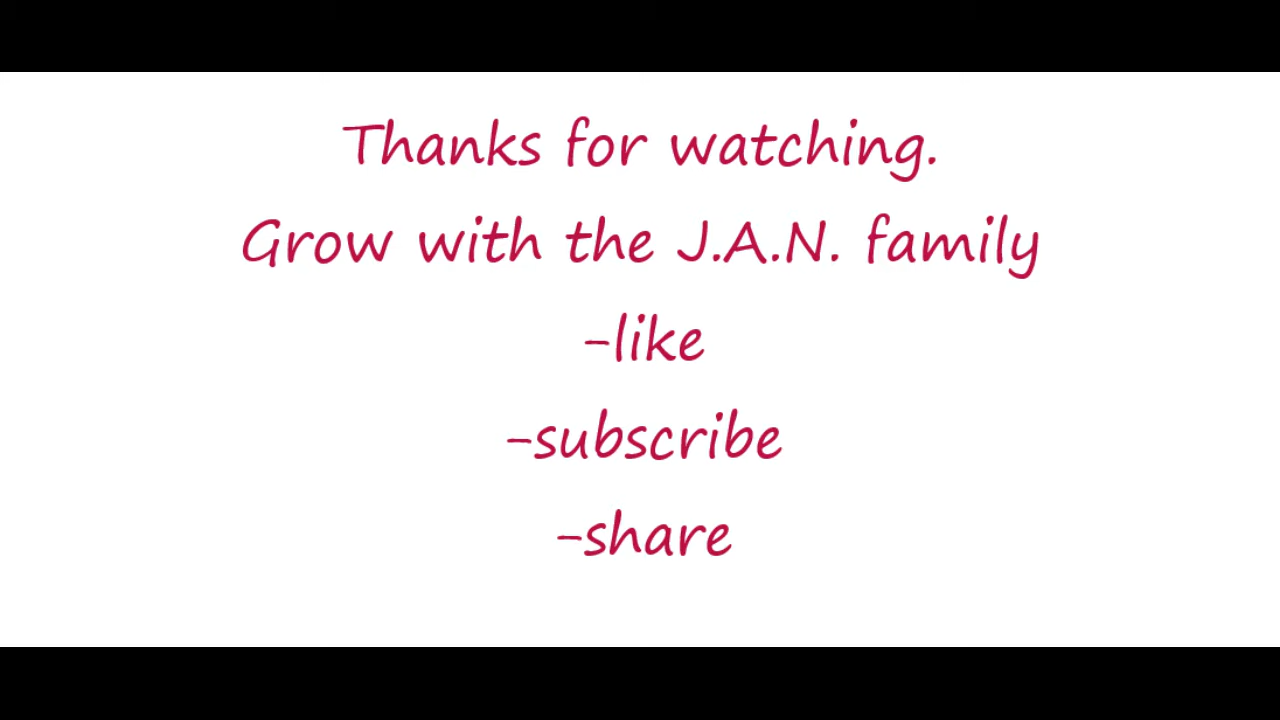 Thanks for watching.
Grow with the J.A.N. family
-like
-subscribe
-share